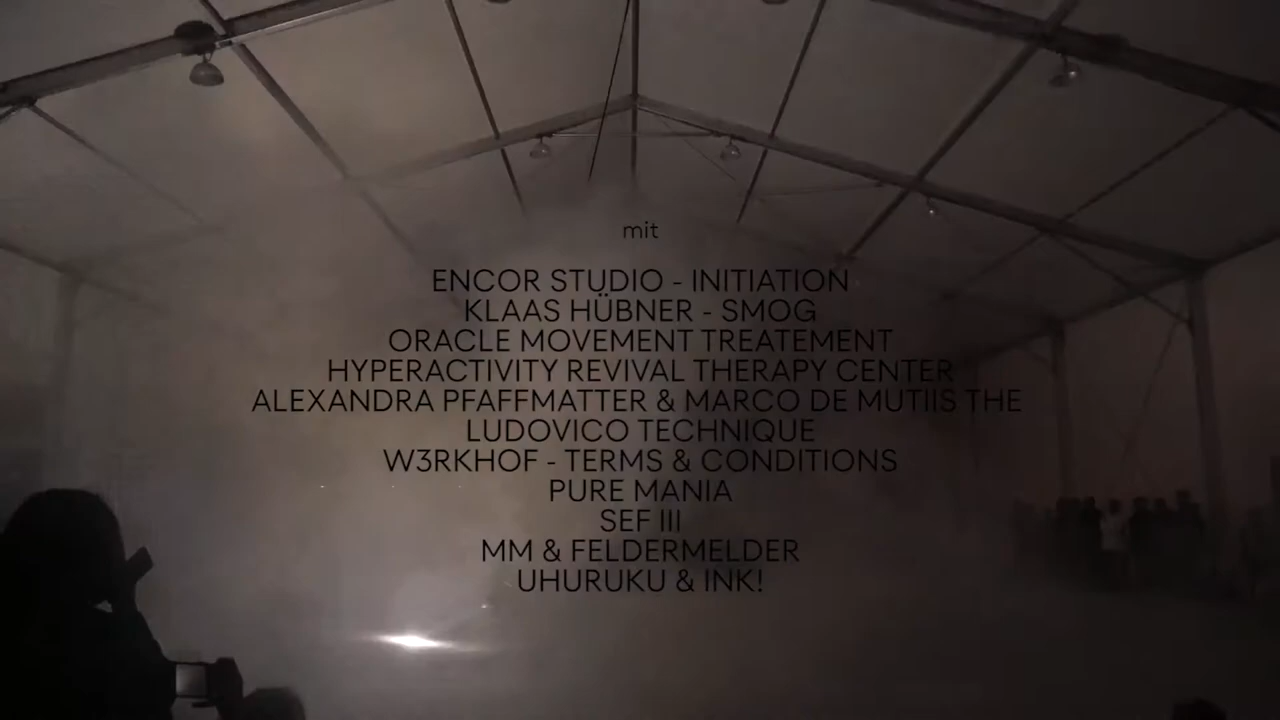 mit
ENCOR STUDIO - INITIATION
KLAAS HÜBNER - SMOG
ORACLE MOVEMENT TREATEMENT
HYPERACTIVITY REVIVAL THERAPY CENTER
ALEXANDRA PFAFFMATTER & MARCO DE MUTIIS THE
LUDOVICO TECHNIQUE
W3RKHOF - TERMS & CONDITIONS
PURE MANIA
SEF III
MM & FELDERMELDER
UHURUKU & INK!